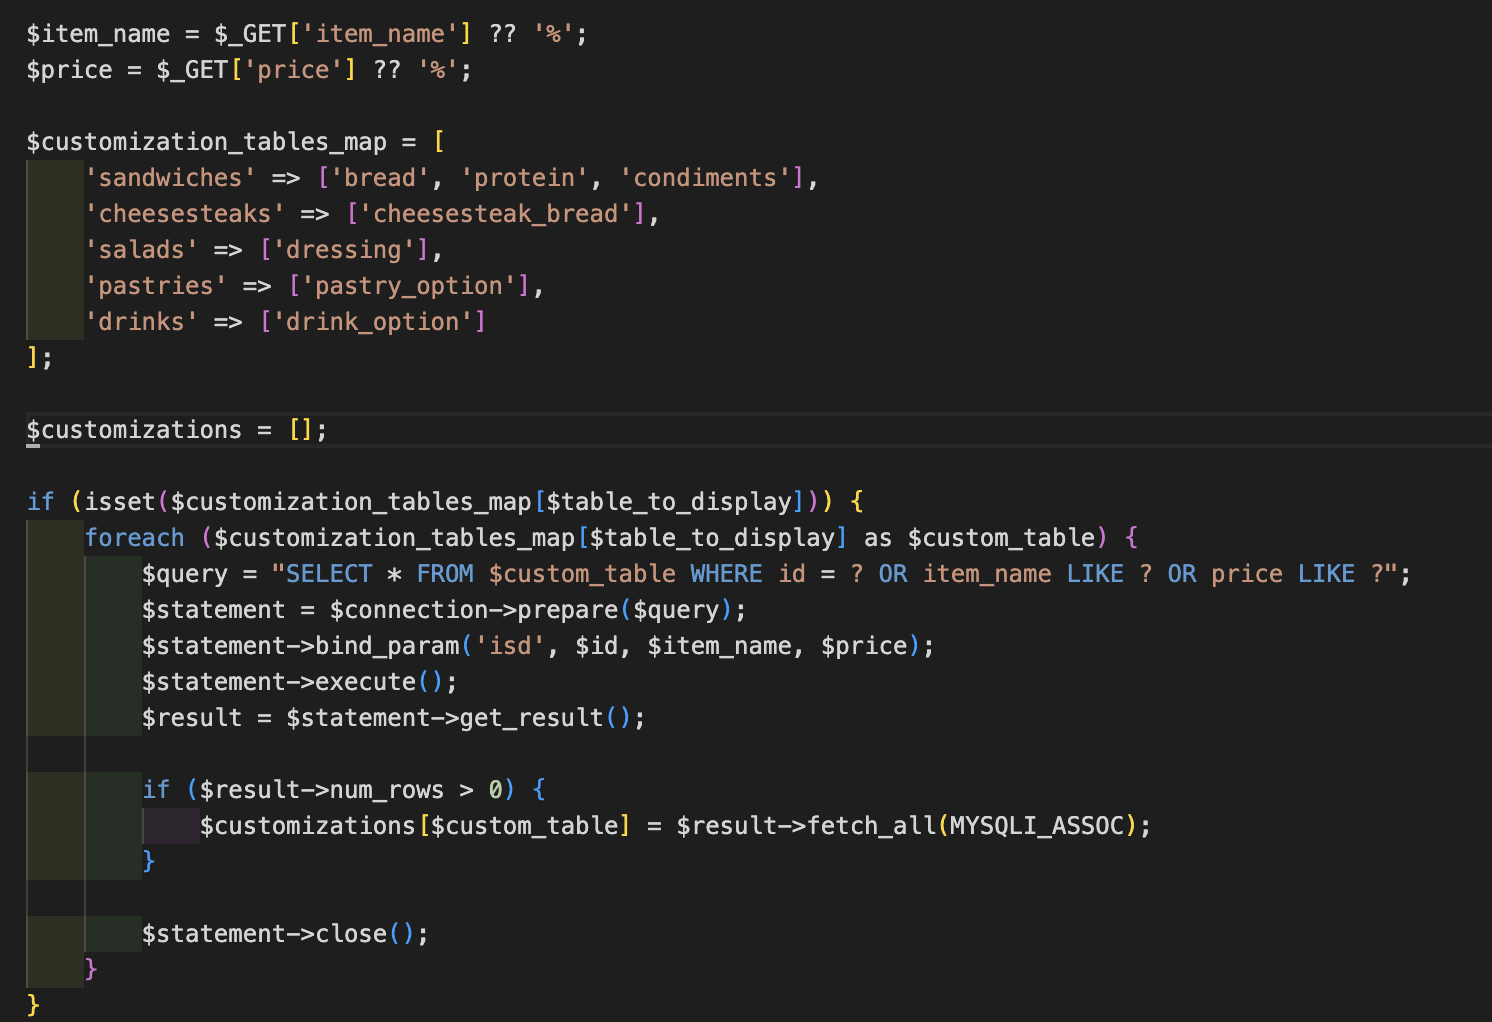 $item_name = $_GET['item_name'] ?? '%';
$price = $_GET['price'] ?? '%';
$customization_tables_map = [
'sandwiches' => ['bread', 'protein', 'condiments'],
'cheesesteaks' => ['cheesesteak_bread'],
'salads' => ['dressing'],
'pastries' => ['pastry_option'],
'drinks' => ['drink_option']
];
$customizations = [];
if (isset($customization_tables_map[$table_to_display])) {
foreach ($customization_tables_map[$table_to_display] as $custom_table) {
$query = "SELECT * FROM $custom_table WHERE id = ? OR item_name LIKE ? OR price LIKE ?";
$statement = $connection->prepare($query);
$statement->bind_param('isd', $id, $item_name, $price);
$statement->execute();
$result = $statement->get_result();
if ($result->num_rows > 0) {
$customizations[$custom_table] = $result->fetch_all(MYSQLI_ASSOC);
}
$statement->close();
}
}